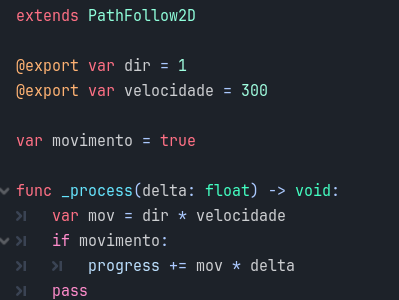 extends PathFollow2D
@export var dir = 1
@export var velocidade = 300
var movimento = true
func _process(delta: float) -> void:
var mov = dir * velocidade
if movimento:
progress += mov * delta
pass